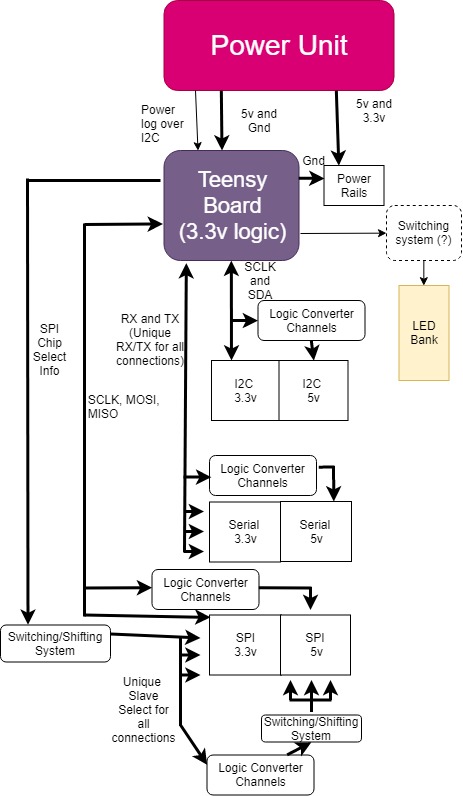 Power Unit
Power
log over
I2C
5v and
Gnd
5v and
3.3v
Teensy
Board
(3.3v logic)
Gnd
Power
Rails
Switching
system (?)
LED
Bank
SCLK
and
SDA
Logic Converter
Channels
RX and TX
(Unique
RX/TX for all
connections)
SPI
Chip
Select
Info
I2C
3.3v
I2C
5v
SCLK, MOSI,
MISO
Logic Converter
Channels
Serial
3.3v
Serial
5v
Logic Converter
Channels
Switching/Shifting
System
SPI
3.3v
SPI
5v
Unique
Slave
Select for
all
connections
Switching/Shifting
System
Logic Converter
Channels